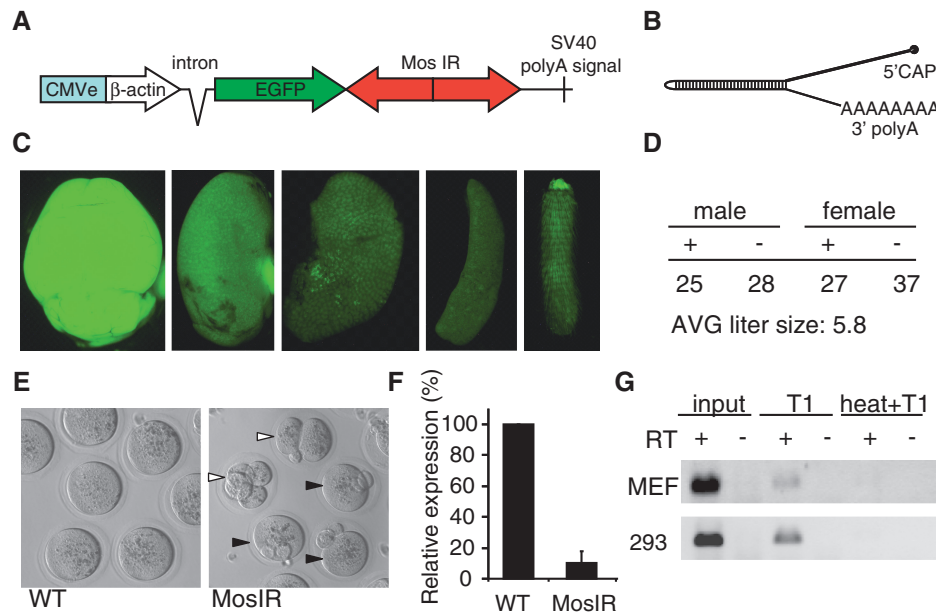 A
CMVe β-actin intron EGFP Mos IR SV40
polyA signal
B
5'CAP
AAAAAAAA
3' polyA
C
D
male female
+ - + -
25 28 27 37
AVG liter size: 5.8
E
WT
MosIR
F
Relative expression (%)
100
80
60
40
20
0
WT MosIR
G
input T1 heat+T1
RT + - + - + -
MEF
293